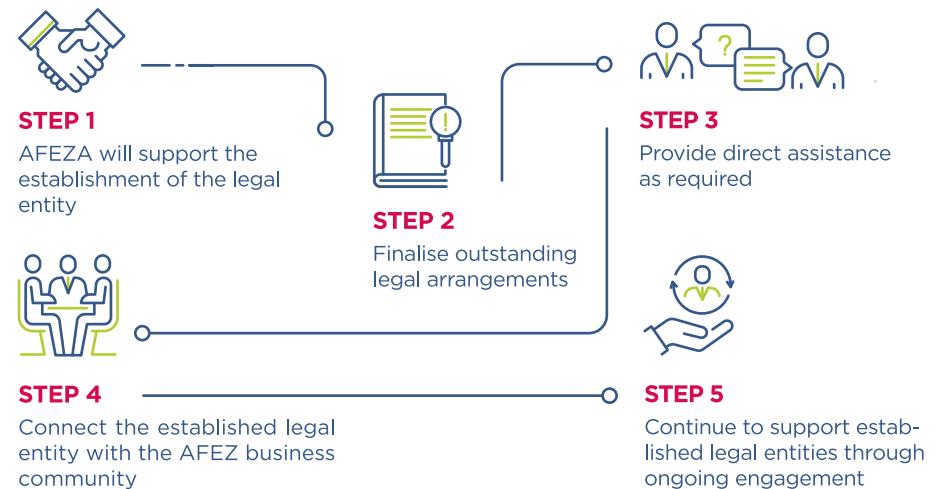 STEP 1
AFEZA will support the
establishment of the legal
entity
STEP 2
Finalise outstanding
legal arrangements
?
STEP 3
Provide direct assistance
as required
STEP 4
Connect the established legal
entity with the AFEZ business
community
STEP 5
Continue to support estab-
lished legal entities through
ongoing engagement